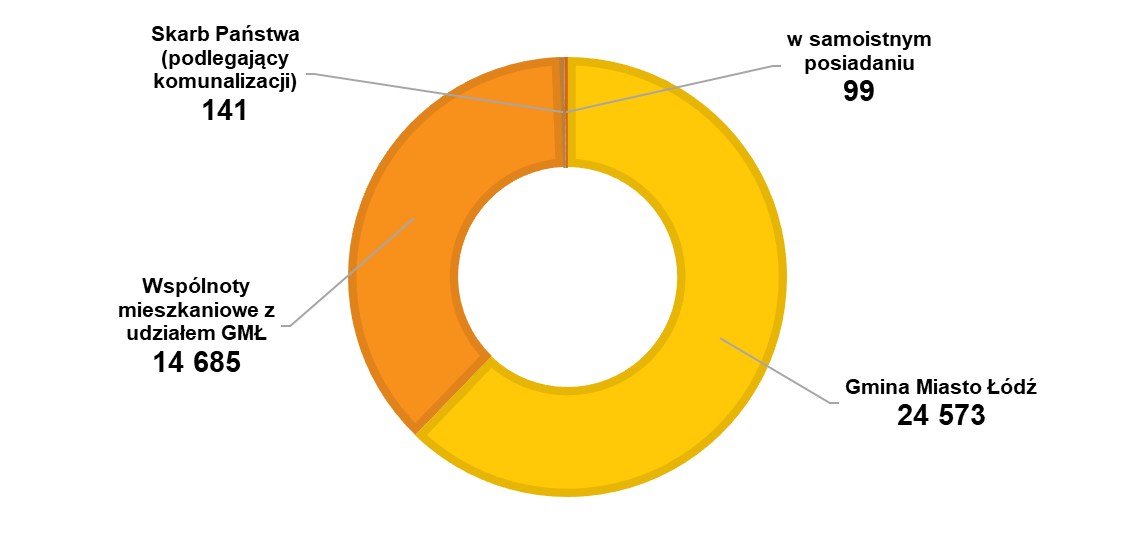 Skarb Państwa
(podlegający
komunalizacji)
141
w samoistnym
posiadaniu
99
Wspólnoty
mieszkaniowe z
udziałem GMŁ
14 685
Gmina Miasto Łódź
24 573